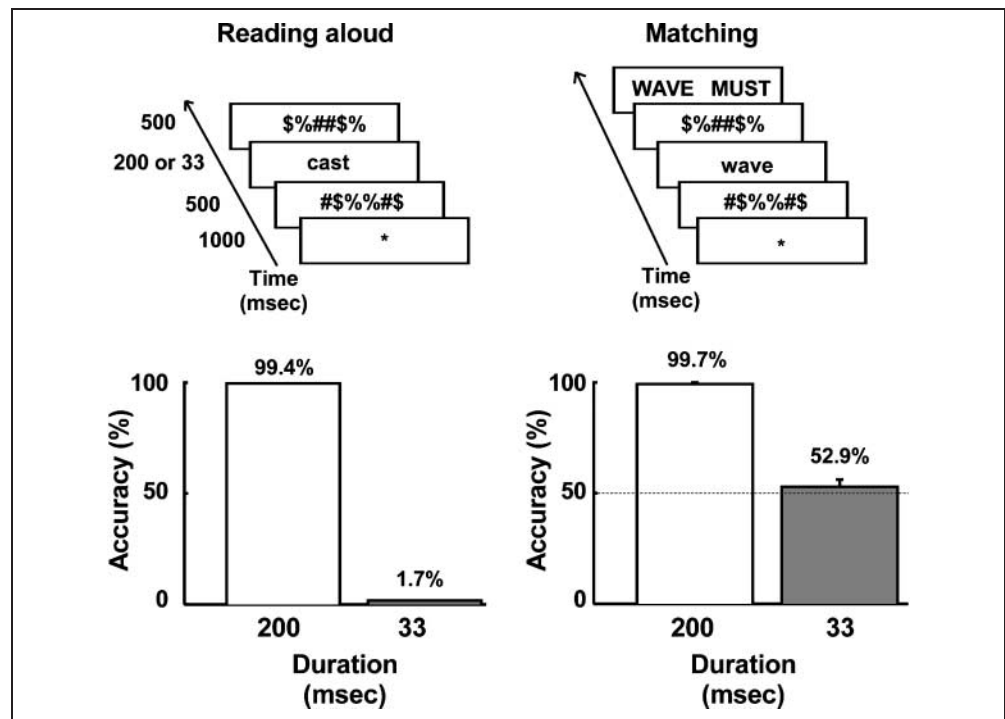 Reading aloud
500
$%##$%
200 or 33
cast
500
#$%%#$
1000
*
Time
(msec)
Matching
WAVE MUST
$%##$%
wave
#$%%#$
*
Time
(msec)
Accuracy (%)
100
50
0
99.4%
1.7%
200 33
Duration
(msec)
Accuracy (%)
100
50
0
99.7%
52.9%
200 33
Duration
(msec)